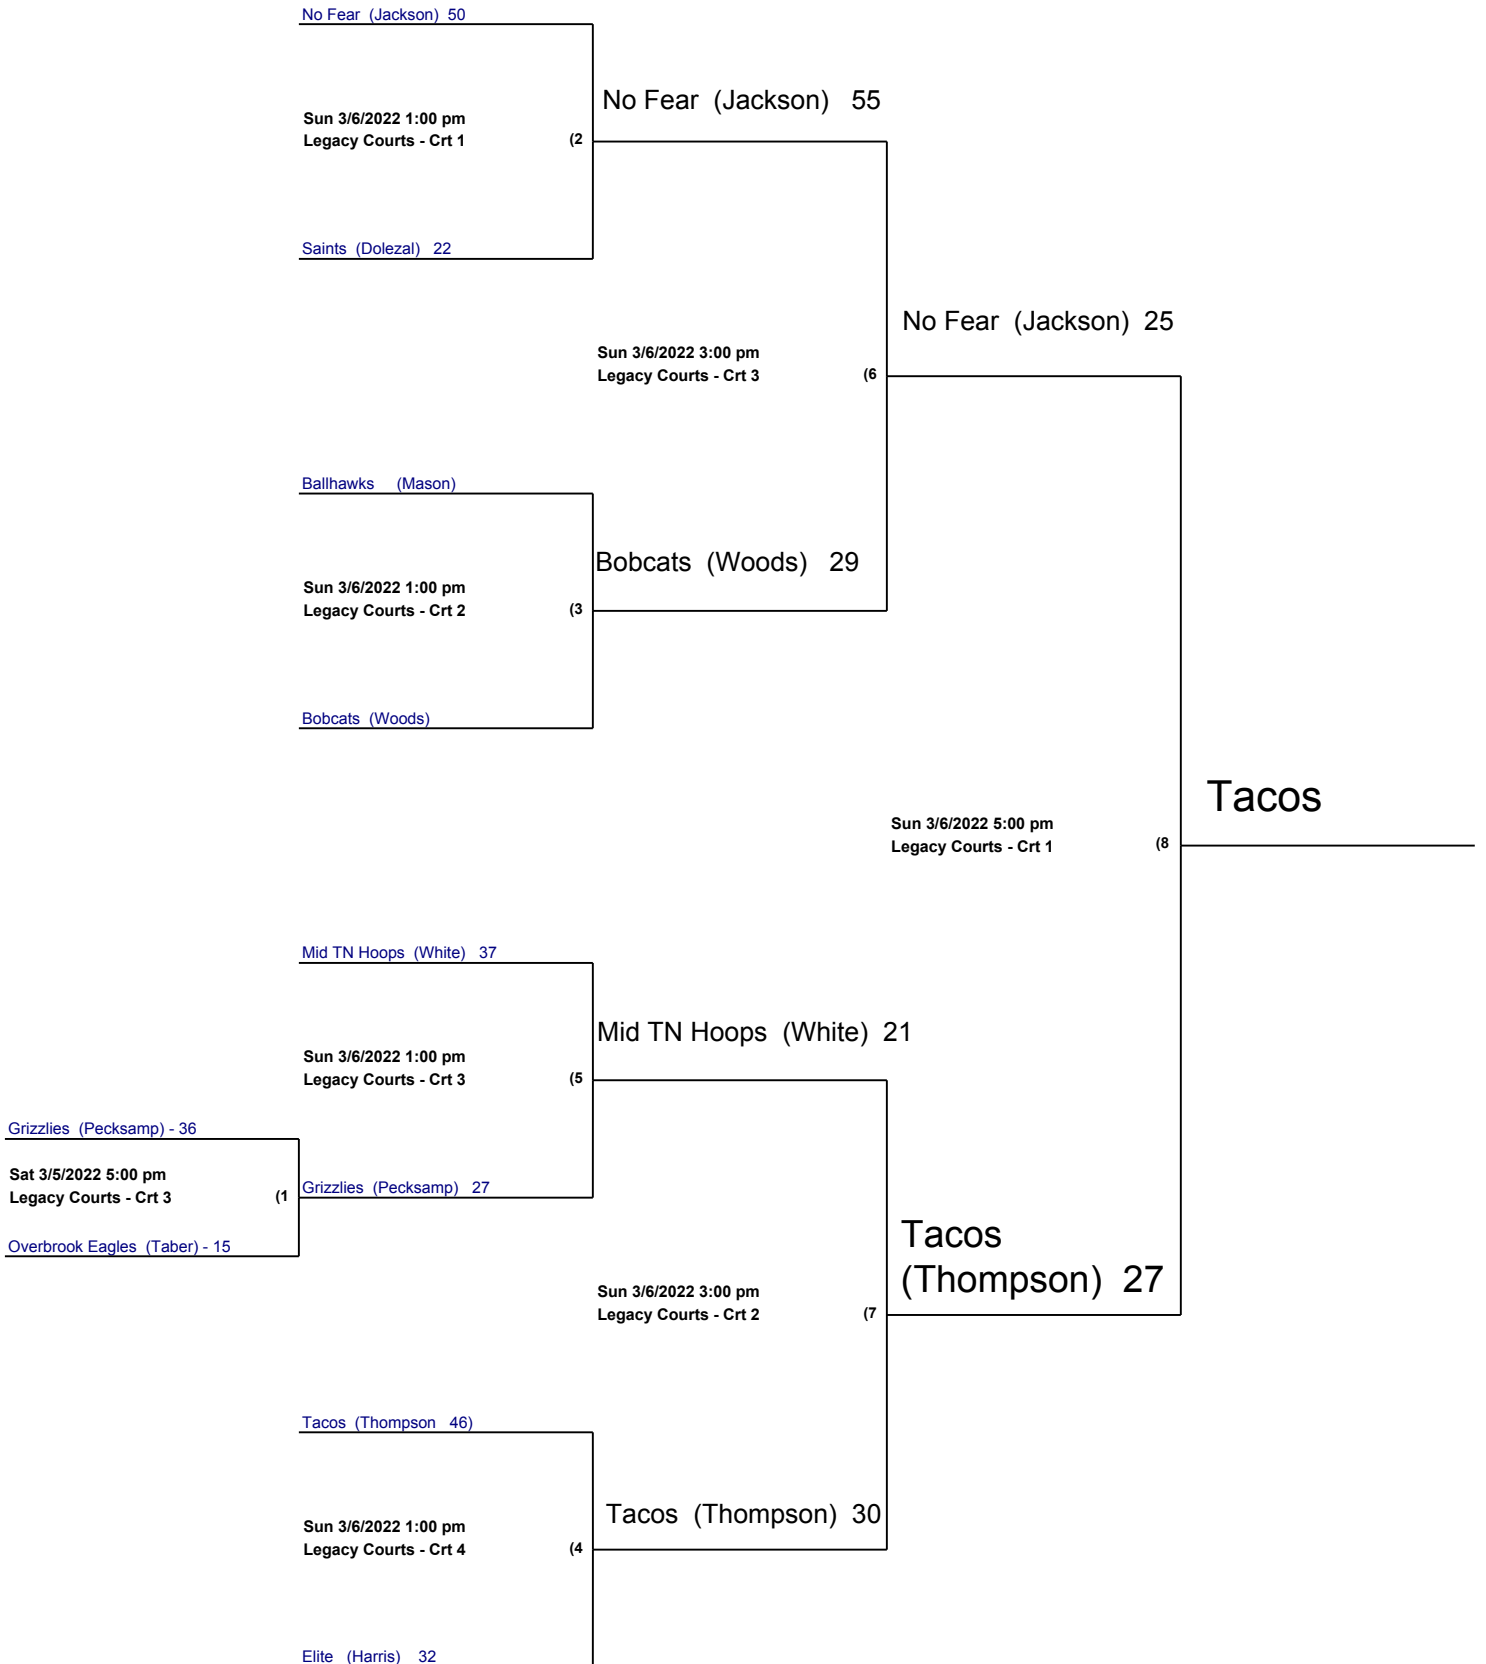 No Fear (Jackson) 50
No Fear (Jackson) 55
Sun 3/6/2022 1:00 pm
Legacy Courts - Crt 1 (2
Saints (Dolezal) 22
No Fear (Jackson) 25
Sun 3/6/2022 3:00 pm
Legacy Courts - Crt 3 (6
Ballhawks (Mason)
Bobcats (Woods) 29
Sun 3/6/2022 1:00 pm
Legacy Courts - Crt 2 (3
Bobcats (Woods)
Tacos
Sun 3/6/2022 5:00 pm
Legacy Courts - Crt 1 (8
Mid TN Hoops (White) 37
Mid TN Hoops (White) 21
Sun 3/6/2022 1:00 pm
Legacy Courts - Crt 3 (5
Grizzlies (Pecksamp) - 36
Sat 3/5/2022 5:00 pm
Legacy Courts - Crt 3 (1
Grizzlies (Pecksamp) 27
Overbrook Eagles (Taber) - 15
Tacos
(Thompson) 27
Sun 3/6/2022 3:00 pm
Legacy Courts - Crt 2 (7
Tacos (Thompson 46)
Tacos (Thompson) 30
Sun 3/6/2022 1:00 pm
Legacy Courts - Crt 4 (4
Elite (Harris) 32